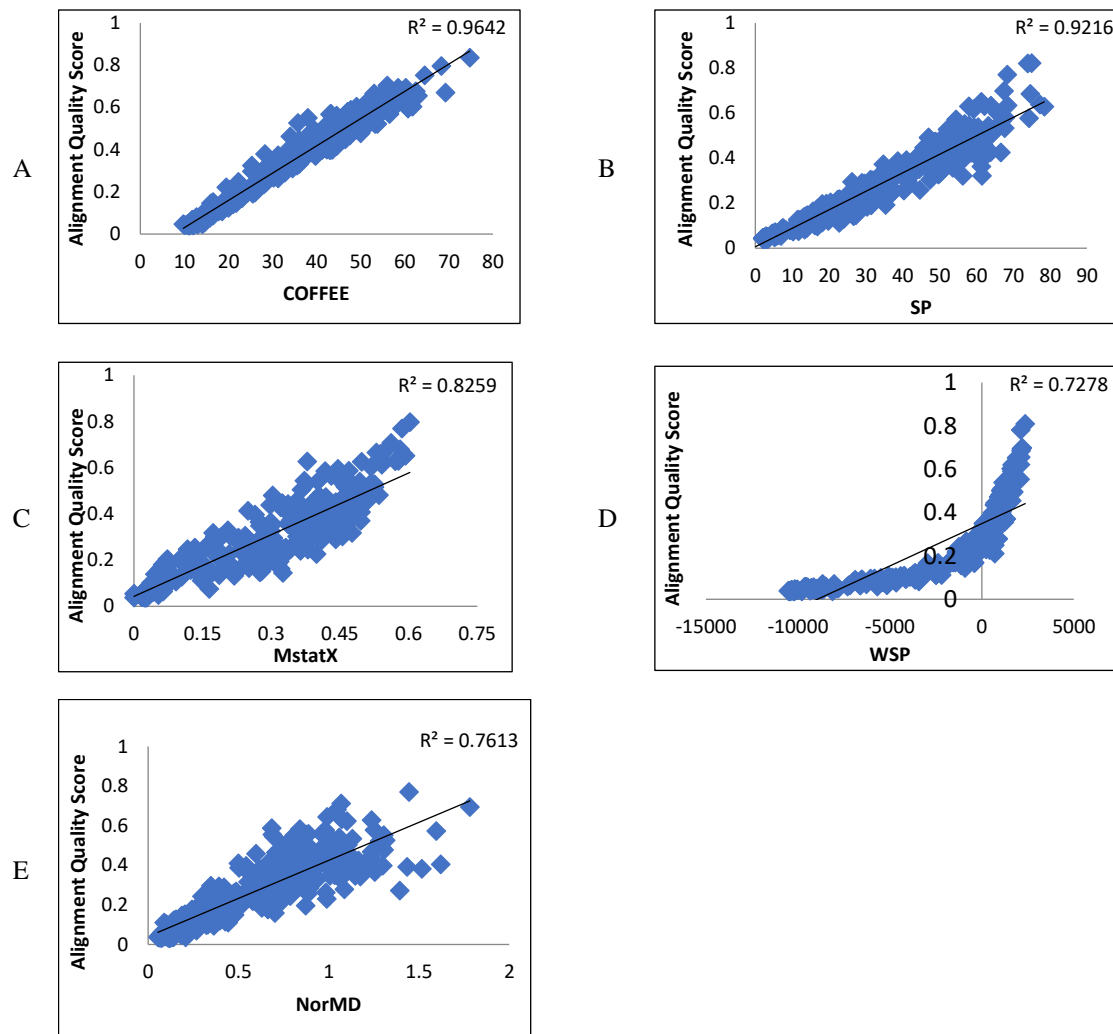 A
R² = 0.9642
Alignment Quality Score
1
0.8
0.6
0.4
0.2
0
0 10 20 30 40 50 60 70 80
COFFEE
B
R² = 0.9216
Alignment Quality Score
1
0.8
0.6
0.4
0.2
0
0 10 20 30 40 50 60 70 80 90
SP
C
R² = 0.8259
Alignment Quality Score
1
0.8
0.6
0.4
0.2
0
0 0.15 0.3 0.45 0.6 0.75
MstatX
D
R² = 0.7278
Alignment Quality Score
1
0.8
0.6
0.4
0.2
0
-15000 -10000 -5000 0 5000
WSP
E
R² = 0.7613
Alignment Quality Score
1
0.8
0.6
0.4
0.2
0
0 0.5 1 1.5 2
NorMD